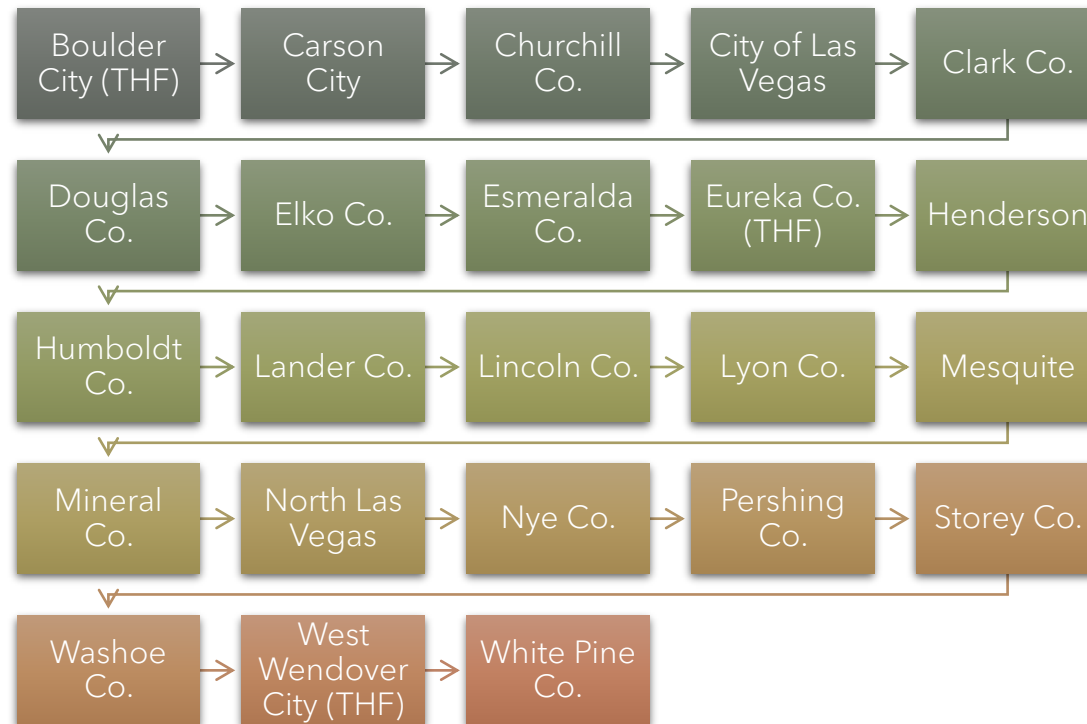 Boulder
City (THF)
Carson
City
Churchill
Co.
City of Las
Vegas
Clark Co.
Douglas
Co.
Elko Co.
Esmeralda
Co.
Eureka Co.
(THF)
Henderson
Humboldt
Co.
Lander Co.
Lincoln Co.
Lyon Co.
Mesquite
Mineral
Co.
North Las
Vegas
Nye Co.
Pershing
Co.
Storey Co.
Washoe
Co.
West
Wendover
City (THF)
White Pine
Co.